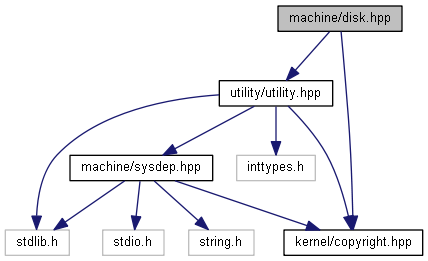 machine/disk.hpp
utility/utility.hpp
machine/sysdep.hpp
inttypes.h
stdlib.h
stdio.h
string.h
kernel/copyright.hpp